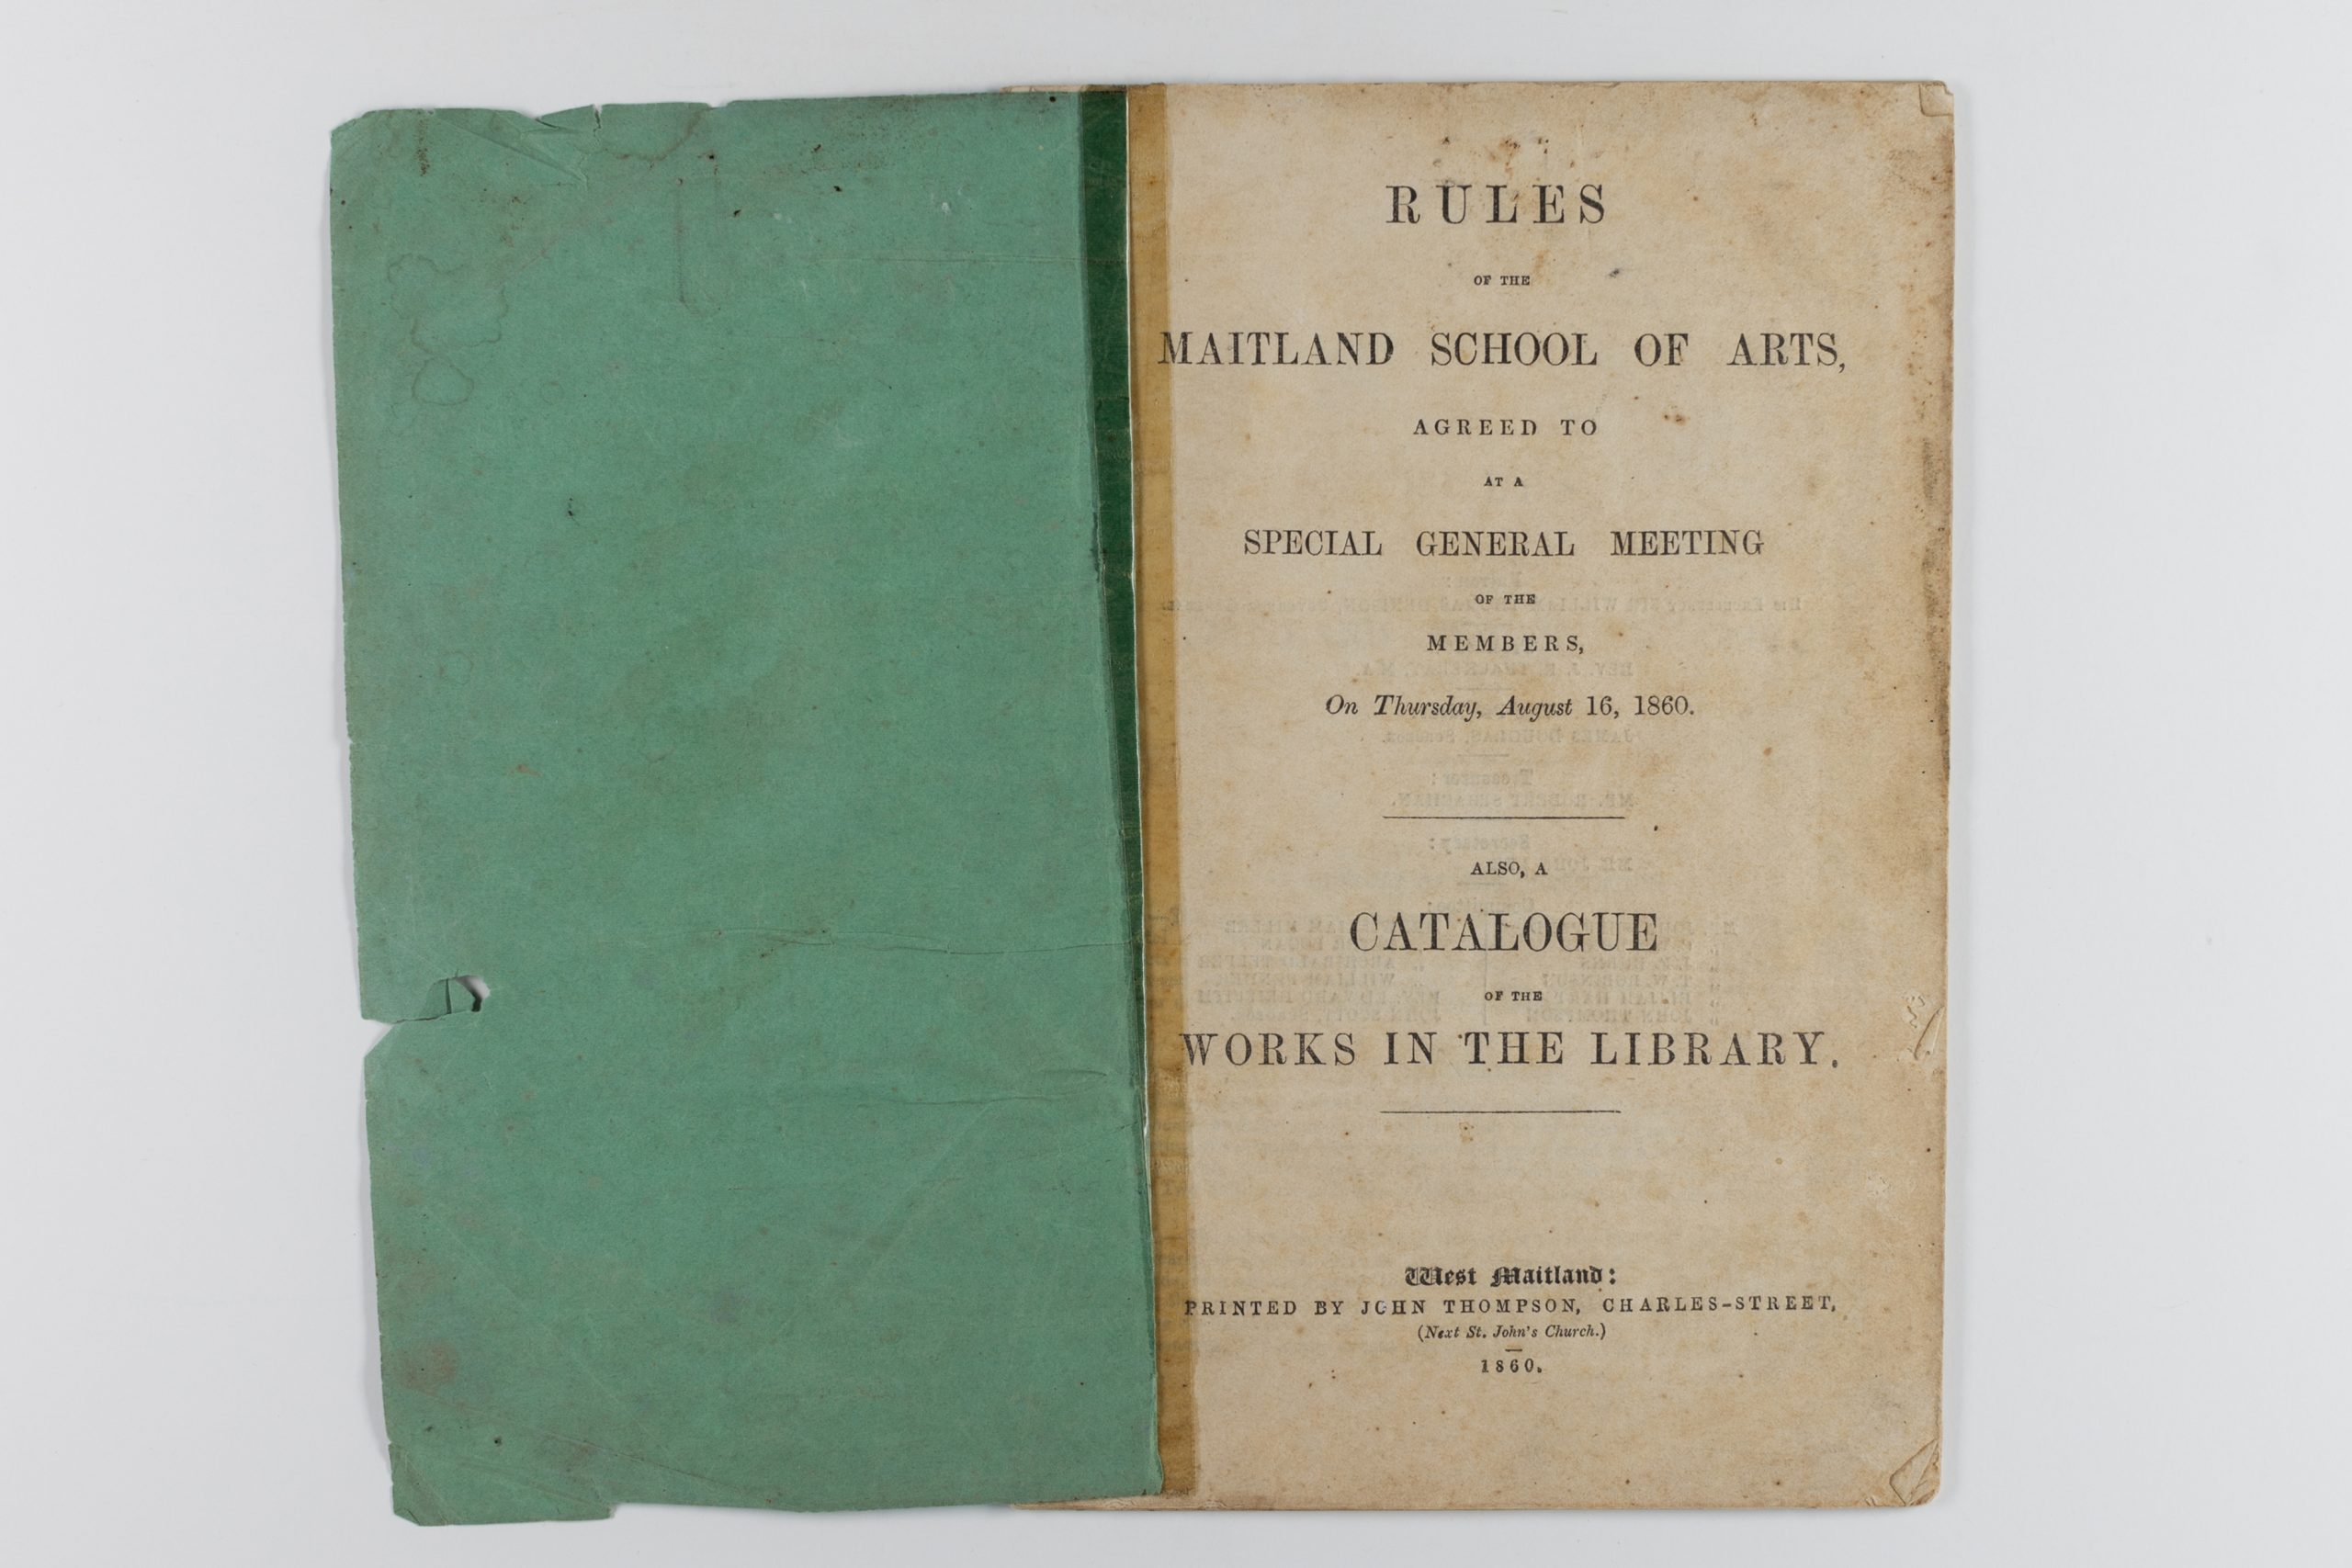 RULES
OF THE
MAITLAND SCHOOL OF ARTS,
AGREED TO
AT A
SPECIAL GENERAL MEETING
OF THE
MEMBERS,
On Thursday, August 16, 1860.
ALSO, A
CATALOGUE
OF THE
WORKS IN THE LIBRARY.
West Maitland:
PRINTED BY JOHN THOMPSON, CHARLES-STREET,
(Next St. John's Church.)
1860.